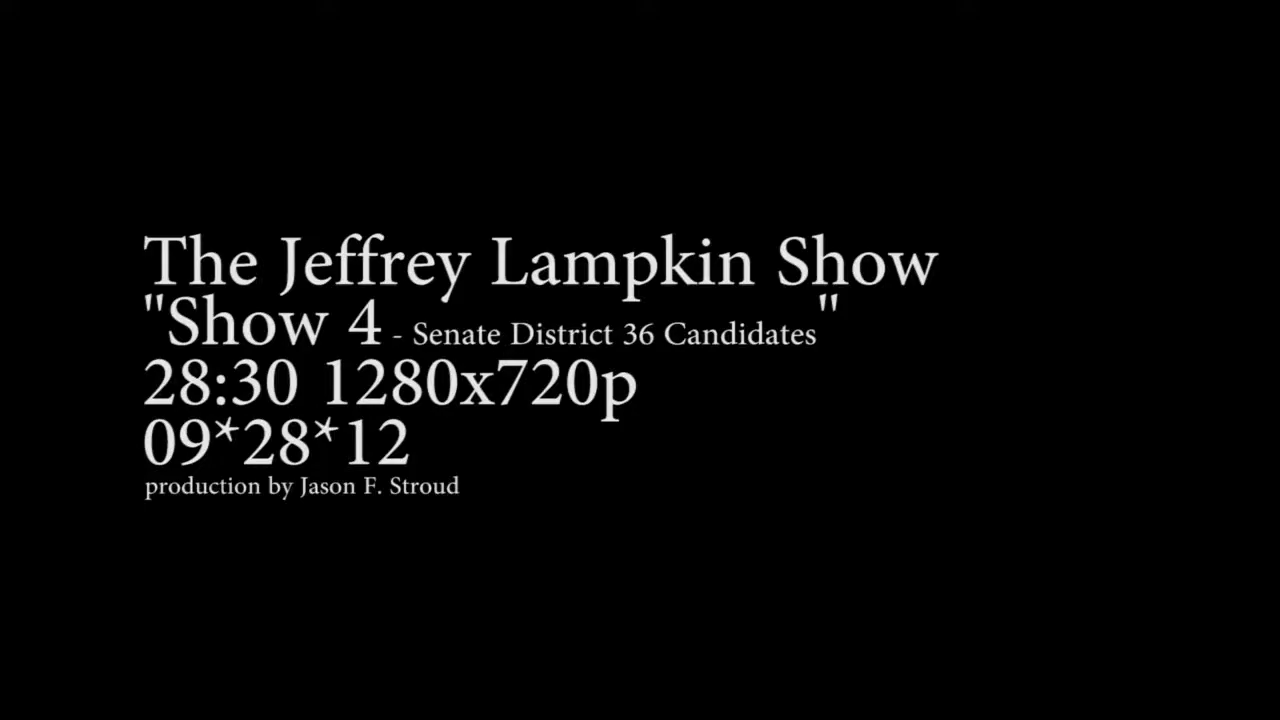 The Jeffrey Lampkin Show
"Show 4 - Senate District 36 Candidates"
28:30 1280x720p
09*28*12
production by Jason F. Stroud